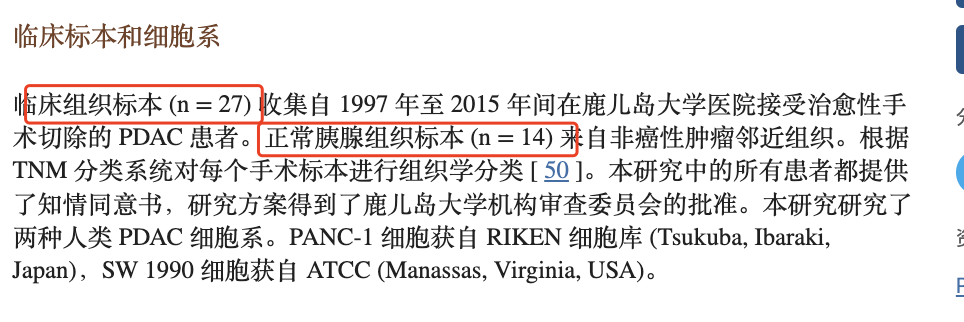 临床标本和细胞系
临床组织标本 (n = 27) 收集自 1997 年至 2015 年间在鹿儿岛大学医院接受治愈性手
术切除的 PDAC 患者。正常胰腺组织标本 (n = 14) 来自非癌性肿瘤邻近组织。根据
TNM 分类系统对每个手术标本进行组织学分类 [ 50 ]。本研究中的所有患者都提供
了知情同意书，研究方案得到了鹿儿岛大学机构审查委员会的批准。本研究研究了
两种人类 PDAC 细胞系。PANC-1 细胞获自 RIKEN 细胞库 (Tsukuba, Ibaraki,
Japan)，SW 1990 细胞获自 ATCC (Manassas, Virginia, USA)。